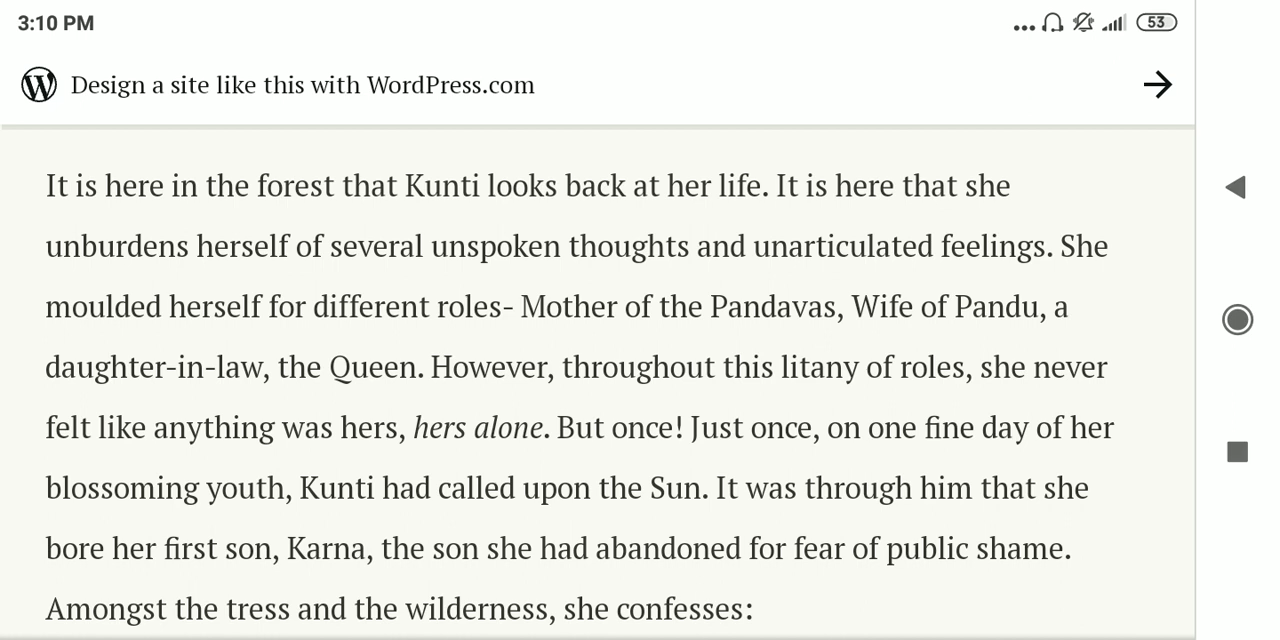 3:10 PM
53
Design a site like this with WordPress.com
It is here in the forest that Kunti looks back at her life. It is here that she
unburdens herself of several unspoken thoughts and unarticulated feelings. She
moulded herself for different roles- Mother of the Pandavas, Wife of Pandu, a
daughter-in-law, the Queen. However, throughout this litany of roles, she never
felt like anything was hers, hers alone. But once! Just once, on one fine day of her
blossoming youth, Kunti had called upon the Sun. It was through him that she
bore her first son, Karna, the son she had abandoned for fear of public shame.
Amongst the tress and the wilderness, she confesses: